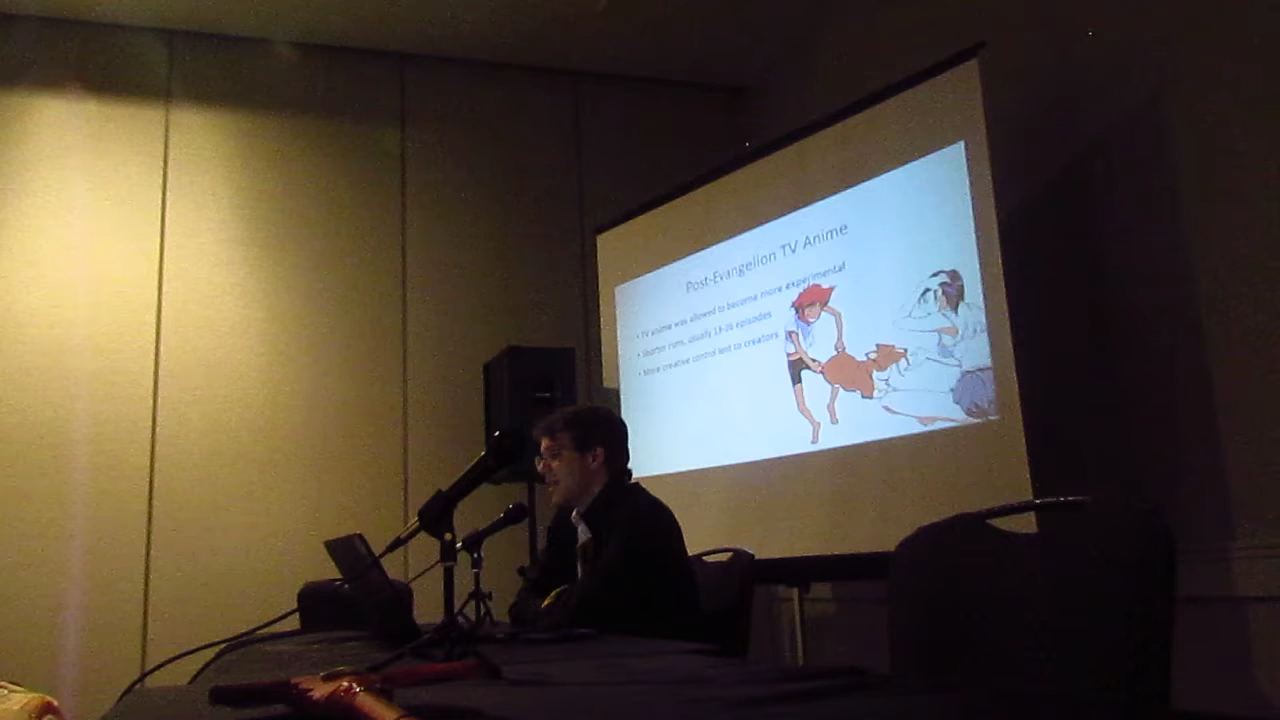 Post-Evangelion TV Anime
• TV anime was allowed to become more experimental
• Shorter runs, usually 13-26 episodes
• More creative control lent to creators